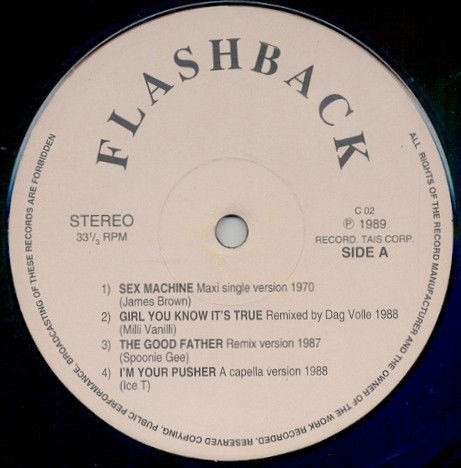 FLASHBACK
ALL RIGHTS OF THE RECORD MANUFACTURER AND THE OWNER OF THE WORK RECORDED, RESERVED COPYING, PUBLIC PERFORMANCE, BROADCASTING OF THESE RECORDS ARE FORBIDDEN
STEREO
33 1/3 RPM
C 02
℗ 1989
RECORD. TAIS CORP.
SIDE A
1) SEX MACHINE Maxi single version 1970
(James Brown)
2) GIRL YOU KNOW IT'S TRUE Remixed by Dag Volle 1988
(Milli Vanilli)
3) THE GOOD FATHER Remix version 1987
(Spoonie Gee)
4) I'M YOUR PUSHER A capella version 1988
(Ice T)